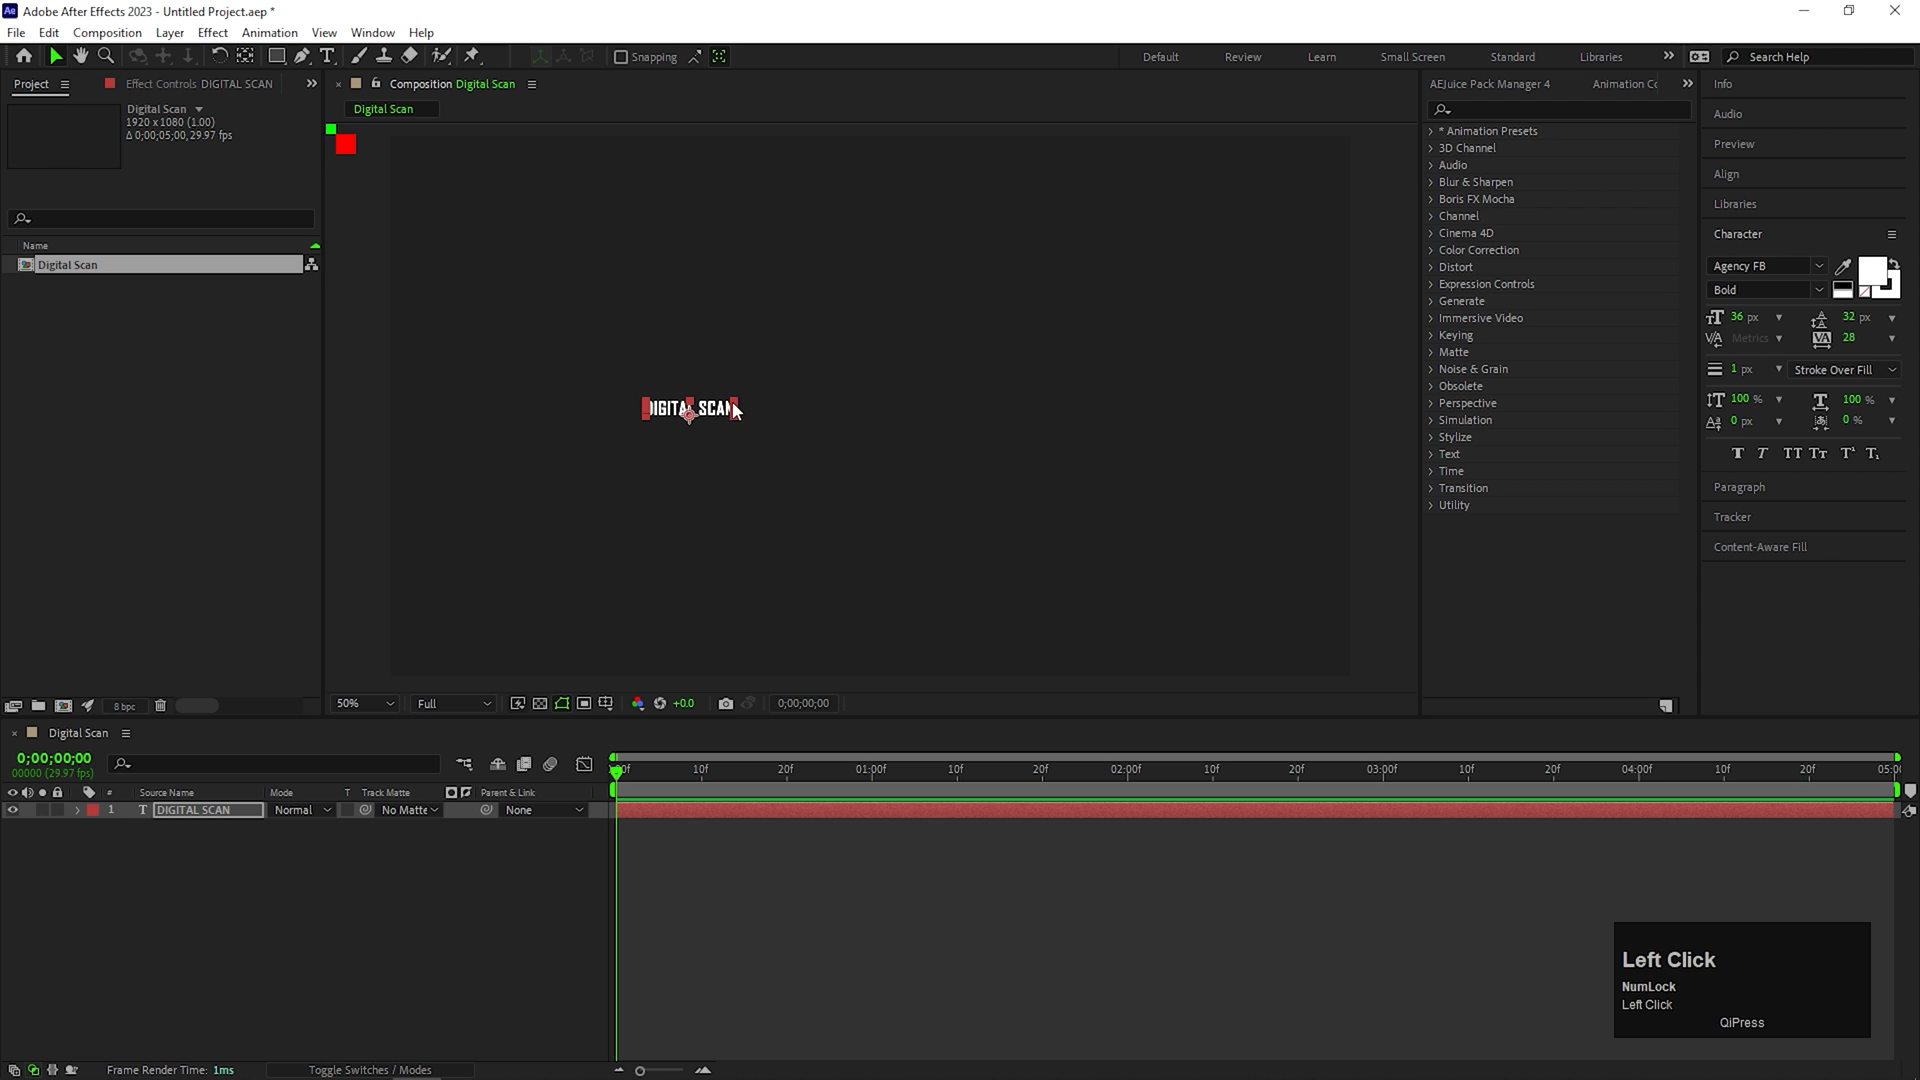 Adobe After Effects 2023 - Untitled Project.aep *
File Edit Composition Layer Effect Animation View Window Help
Snapping Default Review Learn Small Screen Standard Libraries Search Help
Project Effect Controls DIGITAL SCAN
Digital Scan
1920 x 1080 (1.00)
Δ 0;00;05;00, 29.97 fps
Name
Digital Scan
8 bpc
Composition Digital Scan
Digital Scan
DIGITAL SCAN
50% Full +0.0 0;00;00;00
AEJuice Pack Manager 4 Animation Co
* Animation Presets
3D Channel
Audio
Blur & Sharpen
Boris FX Mocha
Channel
Cinema 4D
Color Correction
Distort
Expression Controls
Generate
Immersive Video
Keying
Matte
Noise & Grain
Obsolete
Perspective
Simulation
Stylize
Text
Time
Transition
Utility
Info
Audio
Preview
Align
Libraries
Character
Agency FB
Bold
36 px 32 px
Metrics 28
1 px Stroke Over Fill
100 % 100 %
0 px 0 %
Paragraph
Tracker
Content-Aware Fill
Digital Scan
0;00;00;00
00000 (29.97 fps)
10f 20f 01:00f 10f 20f 02:00f 10f 20f 03:00f 10f 20f 04:00f 10f 20f 05:0
# Source Name Mode T Track Matte Parent & Link
1 T DIGITAL SCAN Normal No Matte None
Left Click
NumLock
Left Click
QiPress
Frame Render Time: 1ms Toggle Switches / Modes